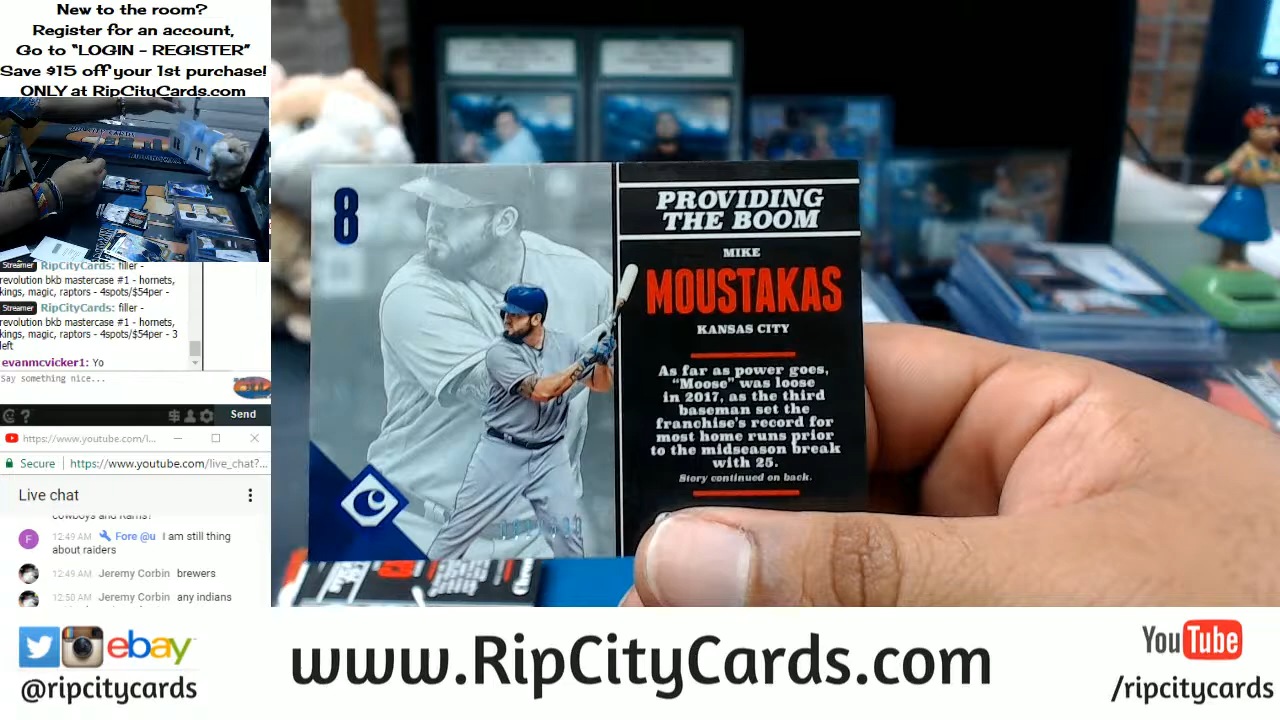 New to the room?
Register for an account,
Go to “LOGIN - REGISTER”
Save $15 off your 1st purchase!
ONLY at RipCityCards.com
Streamer RipCityCards: filler -
revolution bkb mastercase #1 - hornets,
kings, magic, raptors - 4spots/$54per -
Streamer RipCityCards: filler -
revolution bkb mastercase #1 - hornets,
kings, magic, raptors - 4spots/$54per - 3
left
evanmcvicker1: Yo
Say something nice...
Send
https://www.youtube.com/l...
Secure https://www.youtube.com/live_chat?...
Live chat
cowboys and Rams?
F 12:49 AM Fore @u I am still thing
about raiders
12:49 AM Jeremy Corbin brewers
12:50 AM Jeremy Corbin any indians
8
PROVIDING
THE BOOM
MIKE
MOUSTAKAS
KANSAS CITY
As far as power goes,
“Moose” was loose
in 2017, as the third
baseman set the
franchise's record for
most home runs prior
to the midseason break
with 25.
Story continued on back.
C
ebay
@ripcitycards
www.RipCityCards.com
YouTube
/ripcitycards